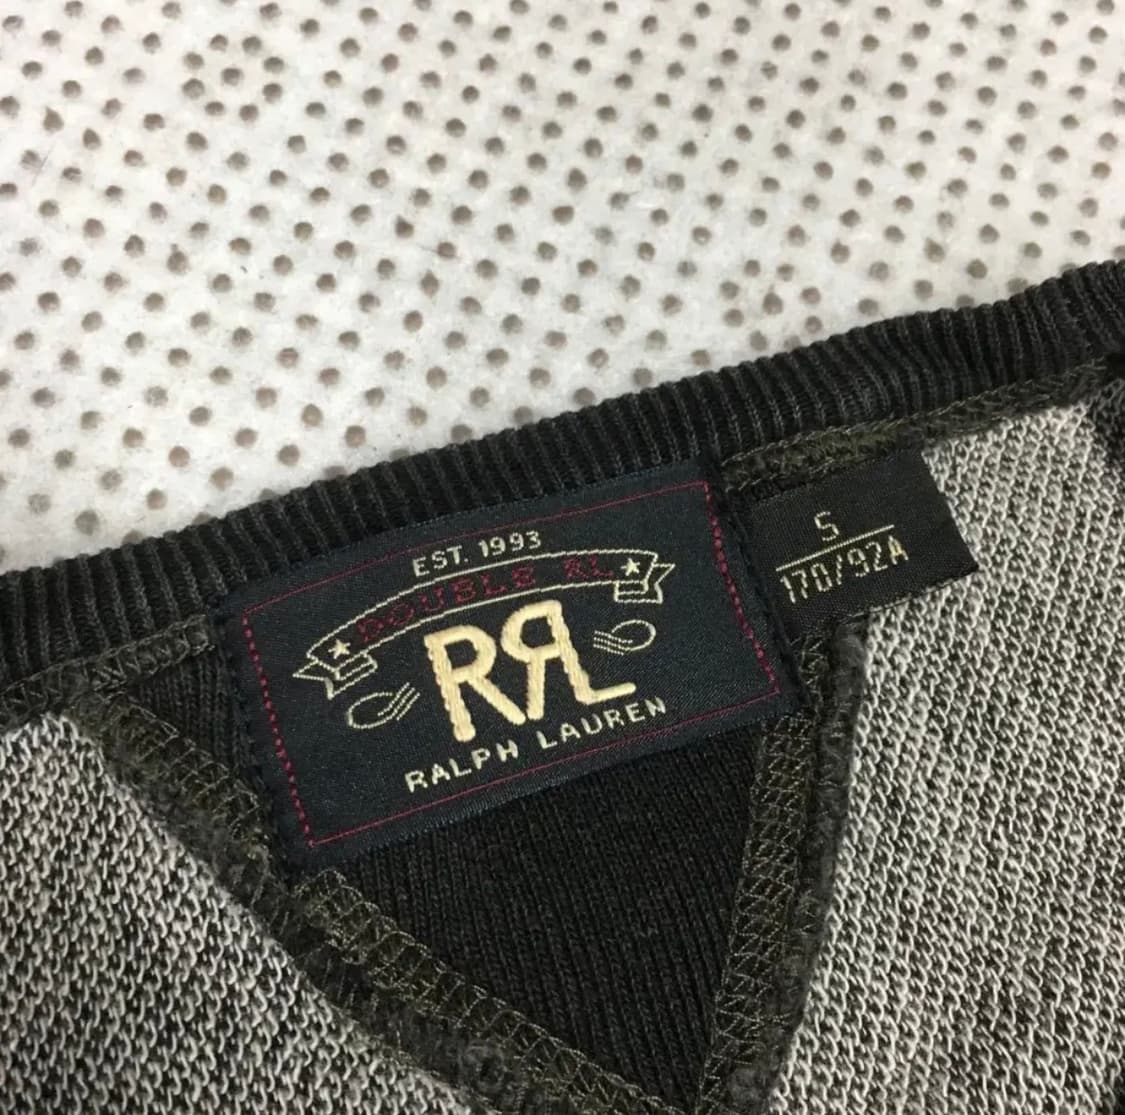 EST. 1993
DOUBLE RL
RRL
RALPH LAUREN
S
170/92A